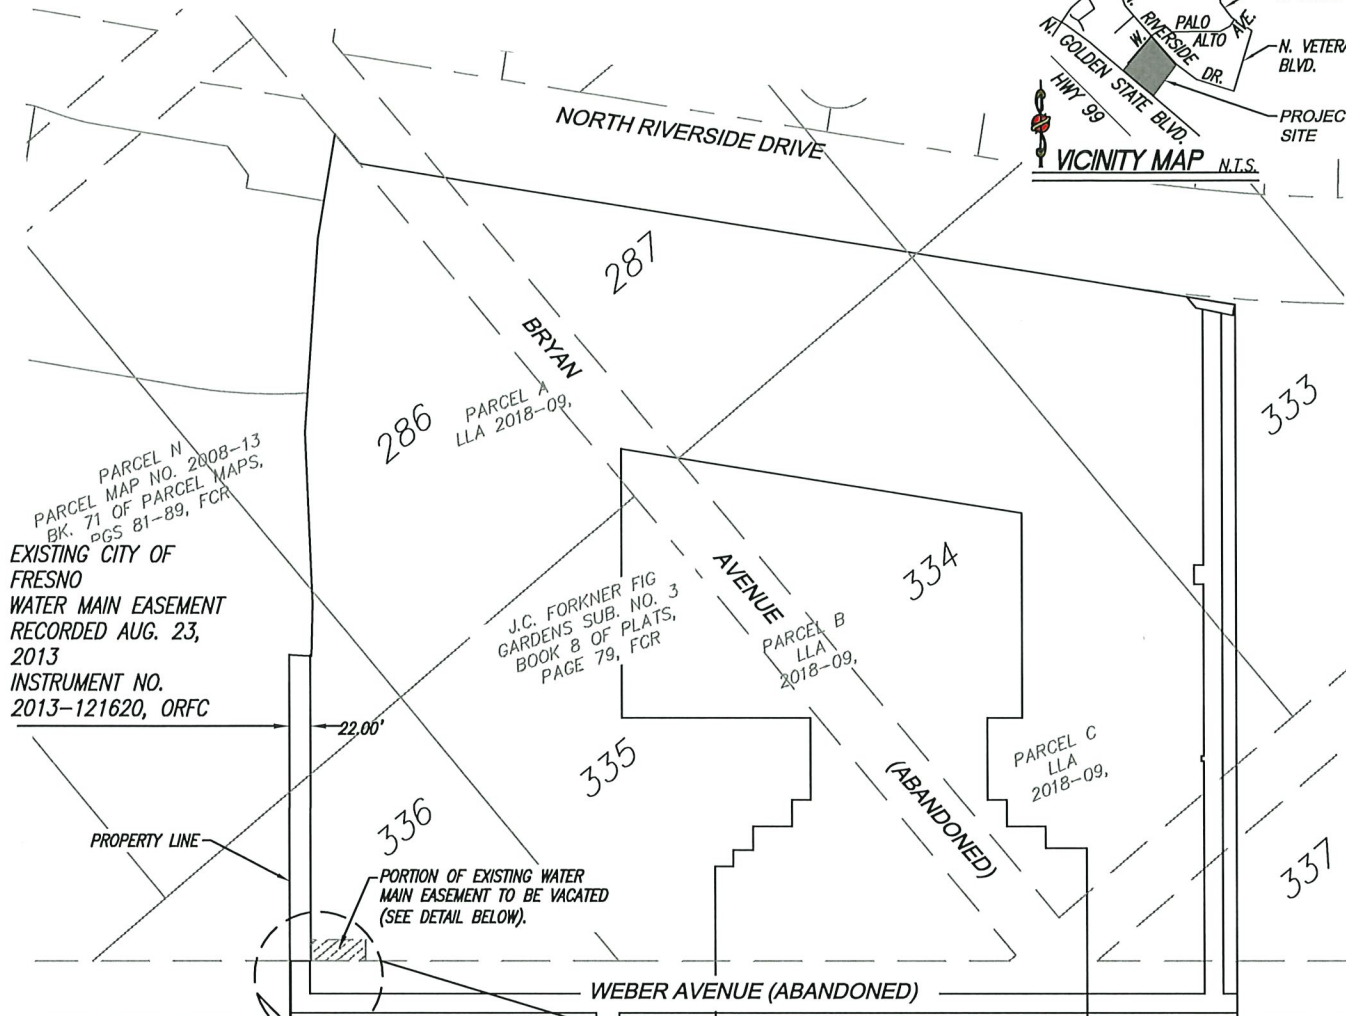 N. GOLDEN STATE BLVD.
HWY 99
W.
RIVERSIDE
DR.
PALO
ALTO
AVE.
N. VETER
BLVD.
PROJEC
SITE
VICINITY MAP N.T.S.
NORTH RIVERSIDE DRIVE
287
BRYAN
286
PARCEL A
LLA 2018-09,
333
PARCEL N
PARCEL MAP NO. 2008-13
BK. 71 OF PARCEL MAPS,
PGS 81-89, FCR
EXISTING CITY OF
FRESNO
WATER MAIN EASEMENT
RECORDED AUG. 23,
2013
INSTRUMENT NO.
2013-121620, ORFC
22.00'
J.C. FORKNER FIG
GARDENS SUB. NO. 3
BOOK 8 OF PLATS,
PAGE 79, FCR
AVENUE
334
PARCEL B
LLA
2018-09,
PARCEL C
LLA
2018-09,
335
(ABANDONED)
336
337
PROPERTY LINE
PORTION OF EXISTING WATER
MAIN EASEMENT TO BE VACATED
(SEE DETAIL BELOW).
WEBER AVENUE (ABANDONED)